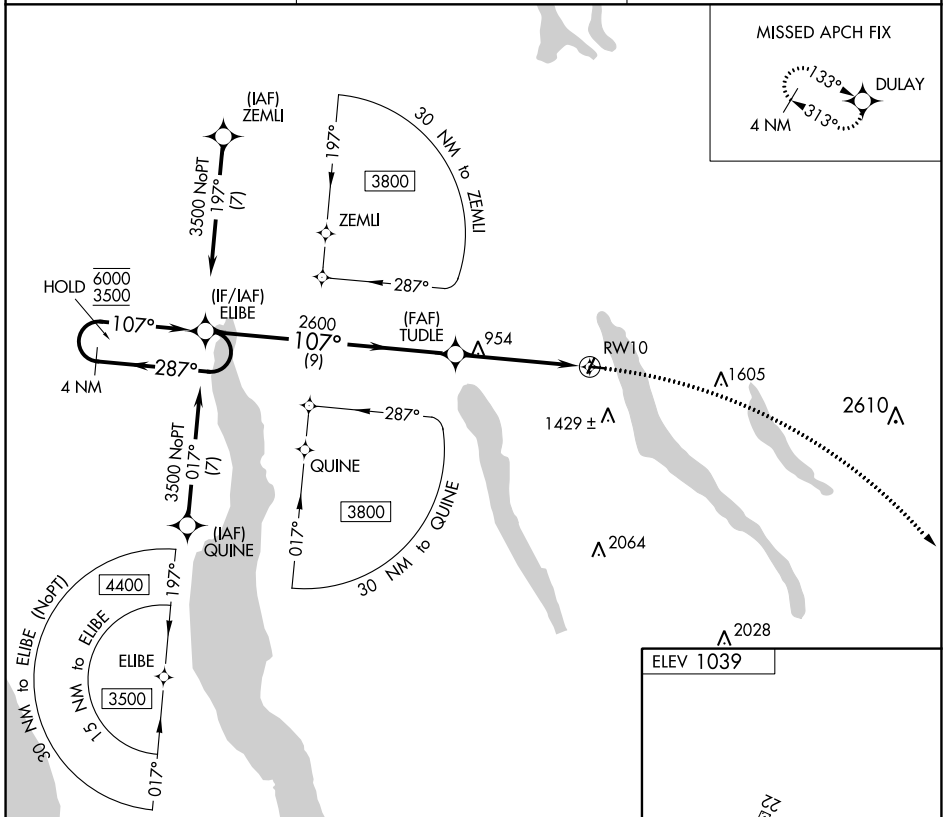 MISSED APCH FIX
133°
DULAY
313°
4 NM
(IAF)
ZEMLI
3500 NoPT
197°
(7)
30 NM to ZEMLI
197°
3800
ZEMLI
287°
HOLD
6000
3500
(IF/IAF)
ELIBE
107°
287°
4 NM
2600
107°
(9)
(FAF)
TUDLE
954
RW10
1605
2610
1429 ±
3500 NoPT
017°
(7)
(IAF)
QUINE
287°
QUINE
3800
017°
30 NM to QUINE
2064
2028
30 NM to ELIBE (NoPT)
4400
197°
15 NM to ELIBE
ELIBE
3500
017°
ELEV 1039
22